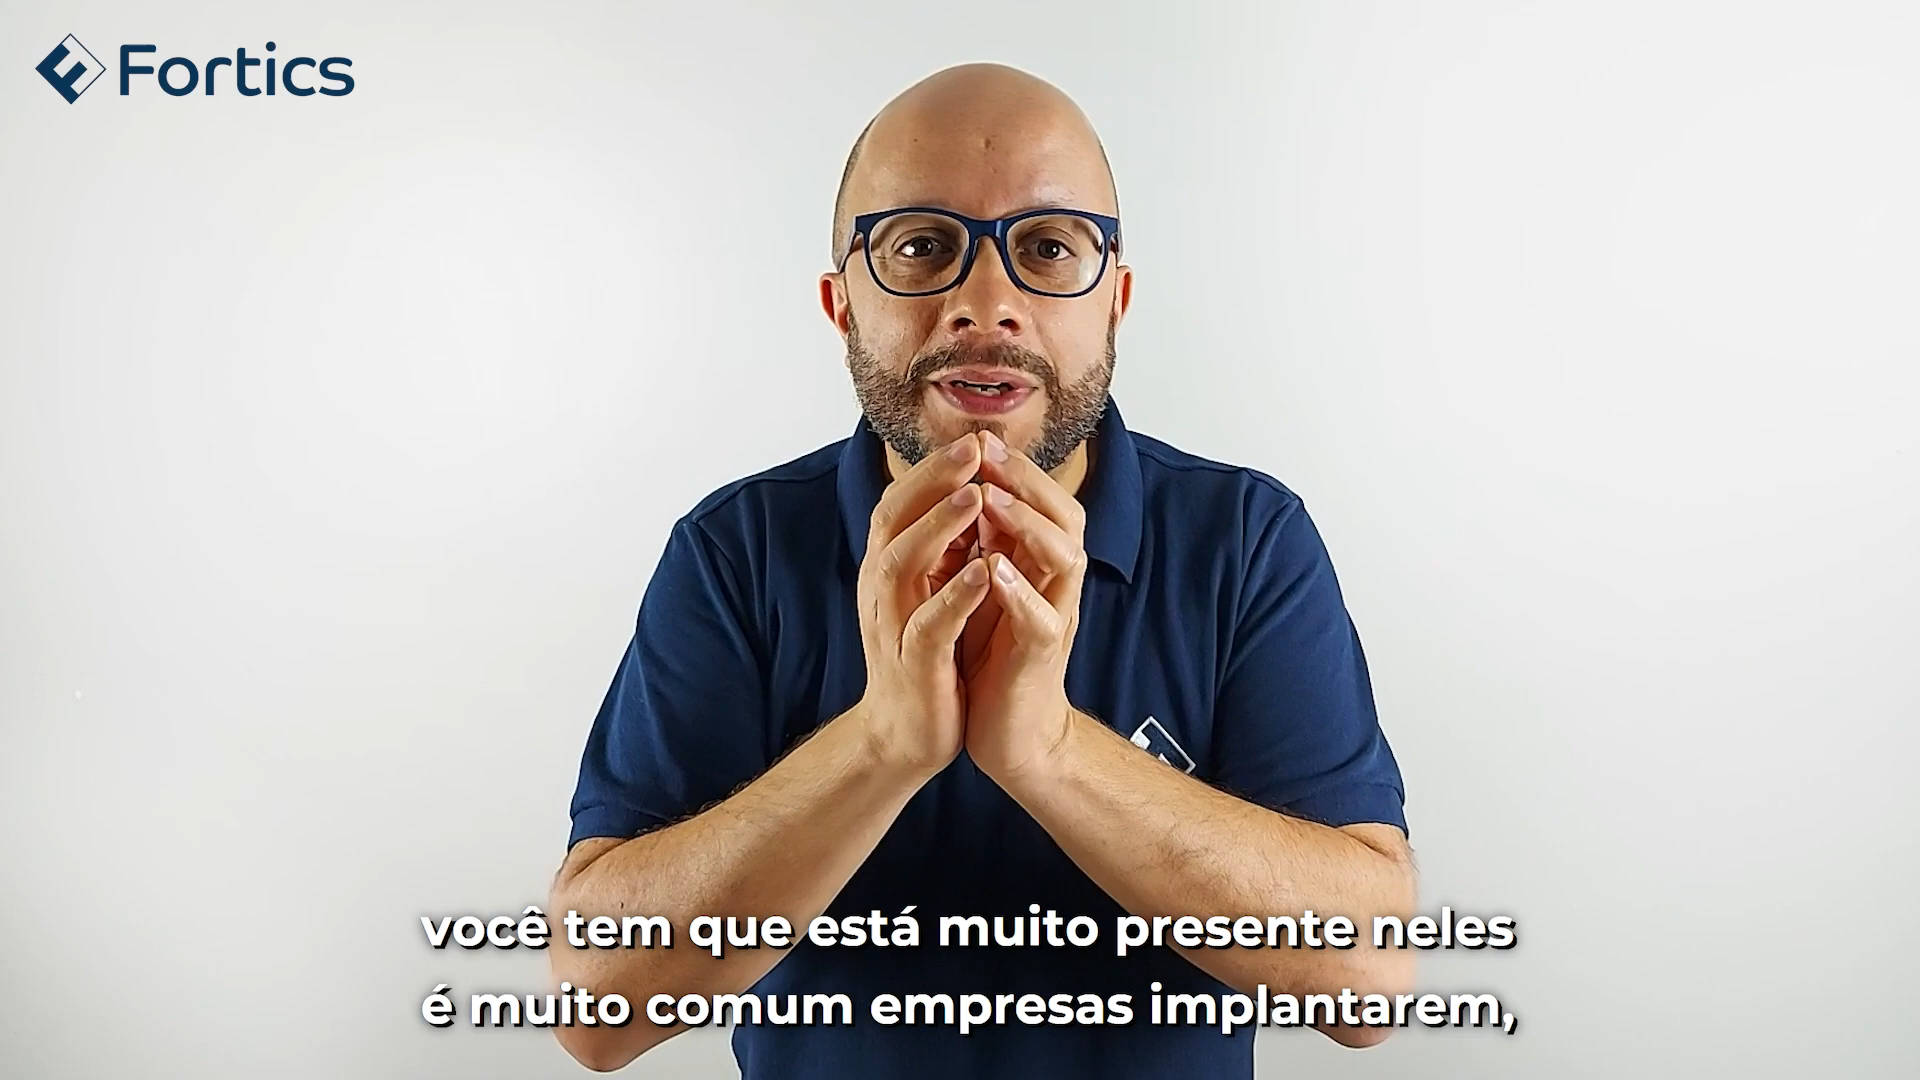 Fortics
você tem que está muito presente neles
é muito comum empresas implantarem,